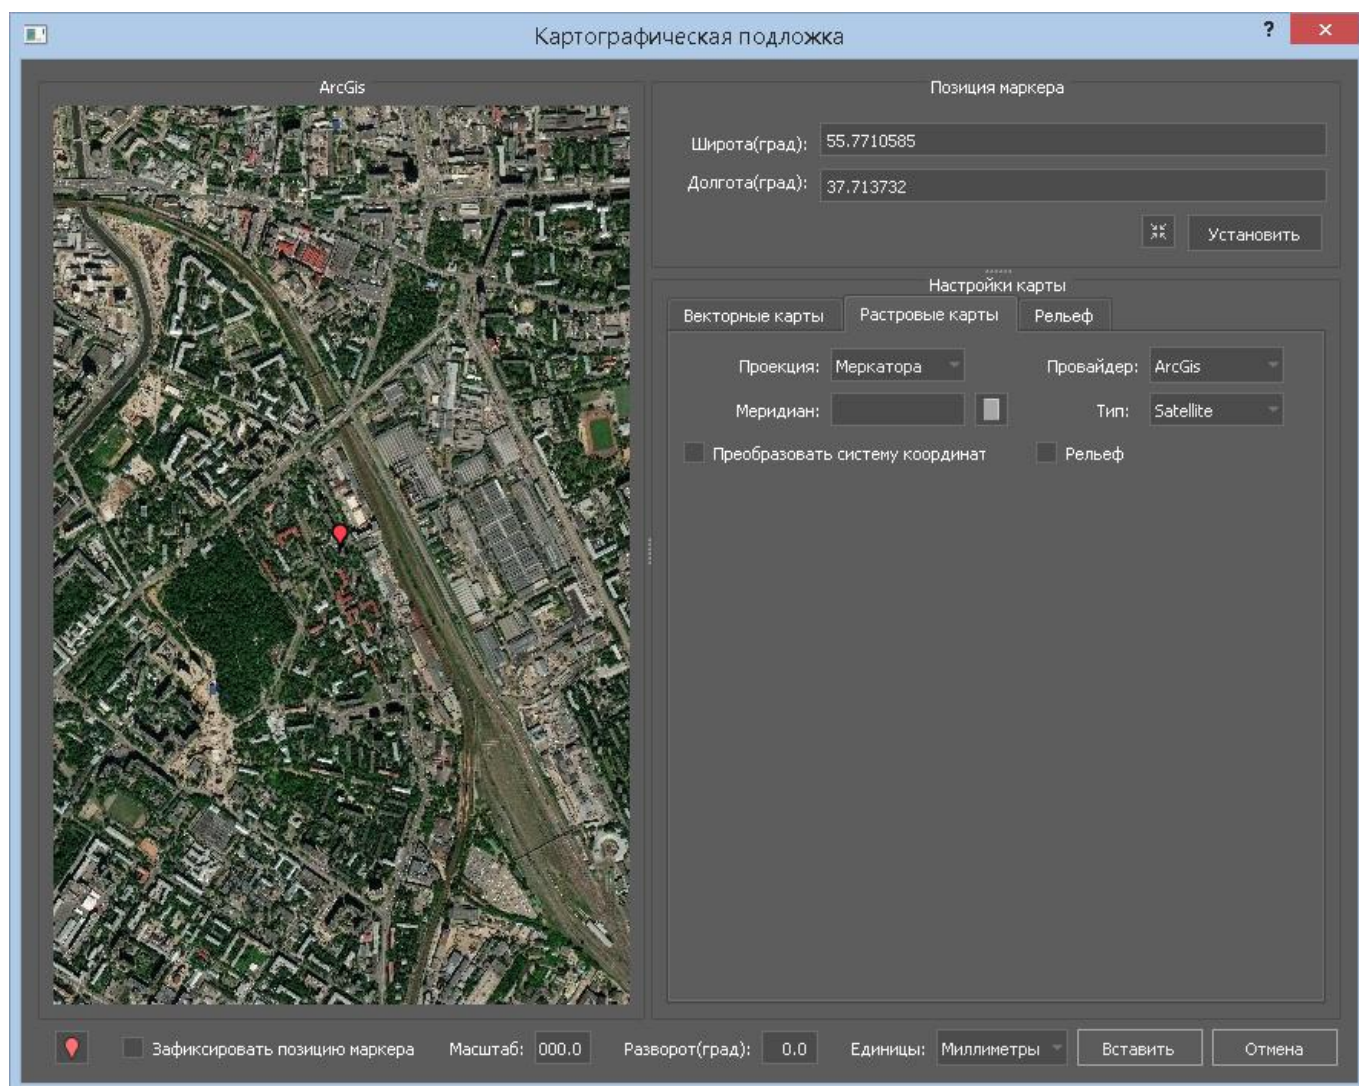 Картографическая подложка
?
ArcGis
Позиция маркера
Широта(град): 55.7710585
Долгота(град): 37.713732
Установить
Настройки карты
Векторные карты Растровые карты Рельеф
Проекция: Меркатора Провайдер: ArcGis
Меридиан: Тип: Satellite
Преобразовать систему координат Рельеф
Зафиксировать позицию маркера Масштаб: 000.0 Разворот(град): 0.0 Единицы: Миллиметры Вставить Отмена